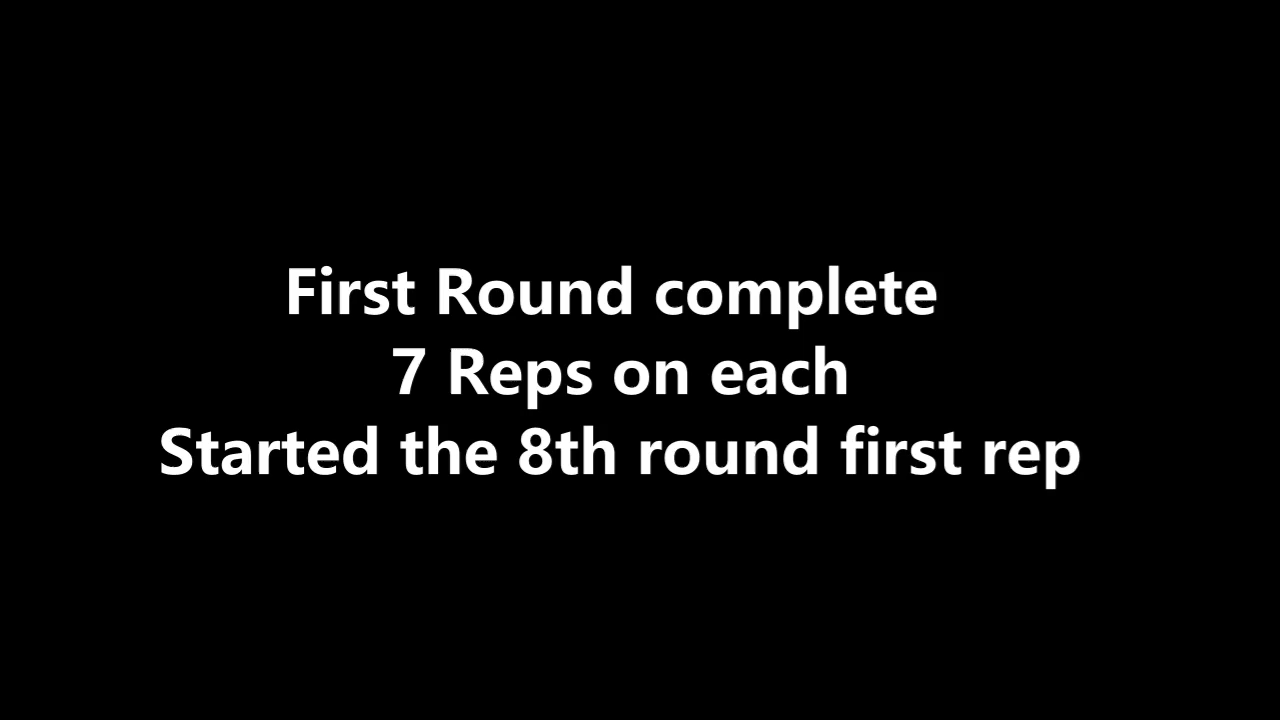 First Round complete
7 Reps on each
Started the 8th round first rep